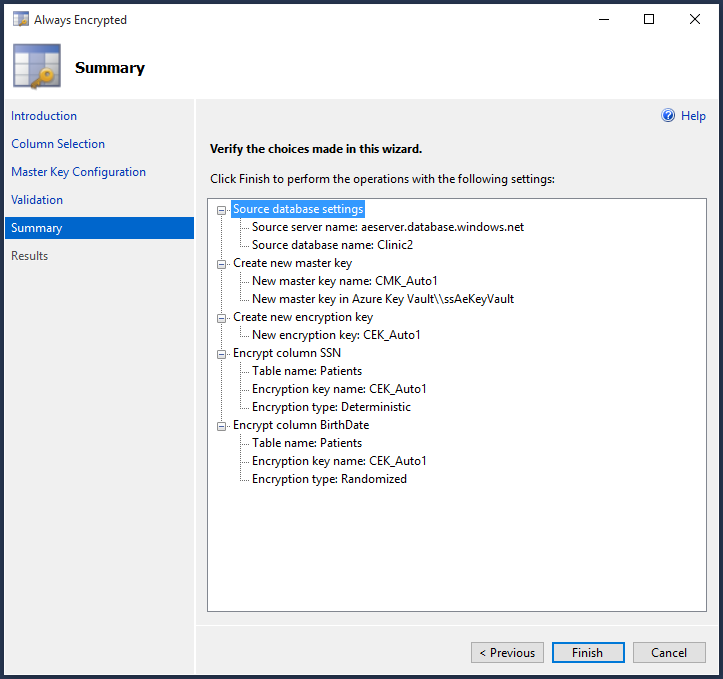 Always Encrypted
Summary
Introduction
Column Selection
Master Key Configuration
Validation
Summary
Results
Help
Verify the choices made in this wizard.
Click Finish to perform the operations with the following settings:
Source database settings
Source server name: aeserver.database.windows.net
Source database name: Clinic2
Create new master key
New master key name: CMK_Auto1
New master key in Azure Key Vault\\ssAeKeyVault
Create new encryption key
New encryption key: CEK_Auto1
Encrypt column SSN
Table name: Patients
Encryption key name: CEK_Auto1
Encryption type: Deterministic
Encrypt column BirthDate
Table name: Patients
Encryption key name: CEK_Auto1
Encryption type: Randomized
< Previous
Finish
Cancel